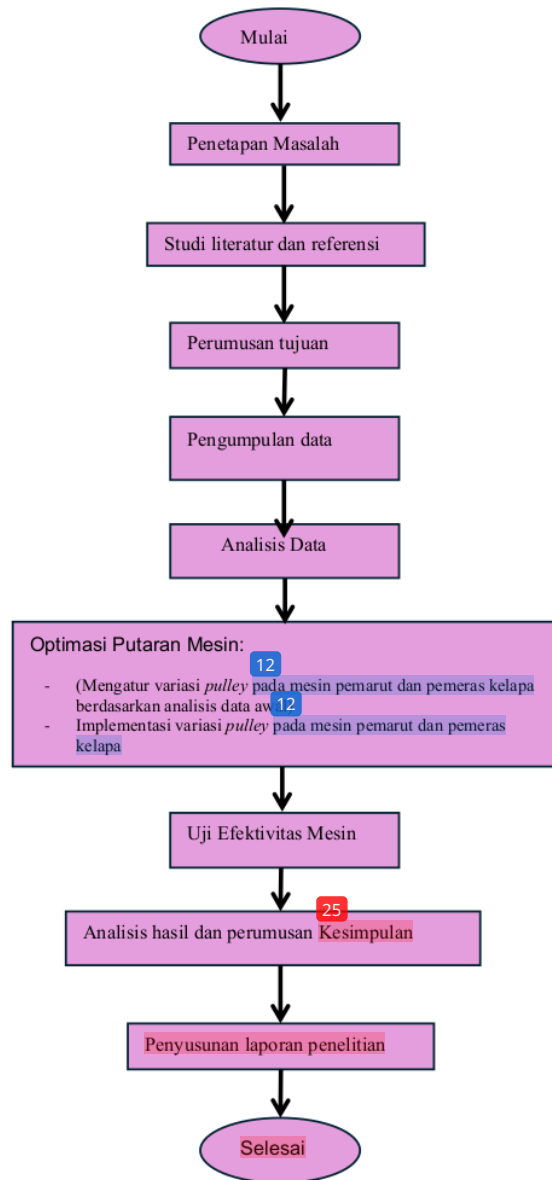 Mulai
Penetapan Masalah
Studi literatur dan referensi
Perumusan tujuan
Pengumpulan data
Analisis Data
Optimasi Putaran Mesin:
12
- (Mengatur variasi pulley pada mesin pemarut dan pemeras kelapa
berdasarkan analisis data aw
12
- Implementasi variasi pulley pada mesin pemarut dan pemeras
kelapa
Uji Efektivitas Mesin
25
Analisis hasil dan perumusan Kesimpulan
Penyusunan laporan penelitian
Selesai